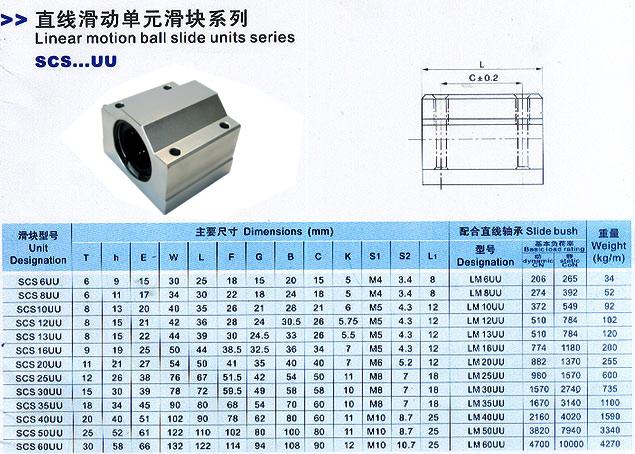 >> 直线滑动单元滑块系列
Linear motion ball slide units series
SCS...UU
L
C±0.2
滑块型号 Unit Designation 主要尺寸 Dimensions (mm) 配合直线轴承 Slide bush 重量 Weight (kg/m)
型号 Designation 基本负荷率 Basic load rating
T h E W L F G B C K S1 S2 L1 动 dynamic CN 静 static CoN
SCS 6UU 6 9 15 30 25 18 15 20 15 5 M4 3.4 8 LM 6UU 206 265 34
SCS 8UU 6 11 17 34 30 22 18 24 18 5 M4 3.4 8 LM 8UU 274 392 52
SCS10UU 8 13 20 40 35 26 21 28 21 6 M5 4.3 12 LM 10UU 372 549 92
SCS 12UU 8 15 21 42 36 28 24 30.5 26 5.75 M5 4.3 12 LM 12UU 510 784 102
SCS 13UU 8 15 22 44 39 30 24.5 33 26 5.5 M5 4.3 12 LM 13UU 510 784 120
SCS 16UU 9 19 25 50 44 38.5 32.5 36 34 7 M5 4.3 12 LM 16UU 774 1180 200
SCS 20UU 11 21 27 54 50 41 35 40 40 7 M6 5.2 12 LM 20UU 882 1370 255
SCS 25UU 12 26 38 76 67 51.5 42 54 50 11 M8 7 18 LM 25UU 980 1570 600
SCS 30UU 15 30 39 78 72 59.5 49 58 58 10 M8 7 18 LM 30UU 1570 2740 735
SCS 35UU 18 34 45 90 80 68 54 70 60 10 M8 7 18 LM 35UU 1670 3140 1100
SCS 40UU 20 40 51 102 90 78 62 80 60 11 M10 8.7 25 LM 40UU 2160 4020 1590
SCS 50UU 25 52 61 122 110 102 80 100 80 11 M10 8.7 25 LM 50UU 3820 7940 3340
SCS 60UU 30 58 66 132 122 114 94 108 90 12 M10 10.7 25 LM 60UU 4700 10000 4270